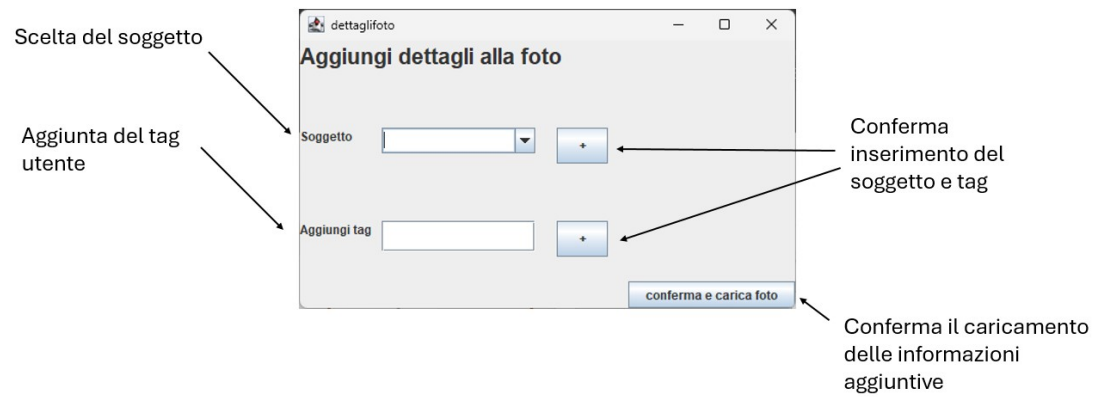 dettaglifoto
Scelta del soggetto
Aggiungi dettagli alla foto
Aggiunta del tag
utente
Soggetto
+
Conferma
inserimento del
soggetto e tag
Aggiungi tag
+
conferma e carica foto
Conferma il caricamento
delle informazioni
aggiuntive